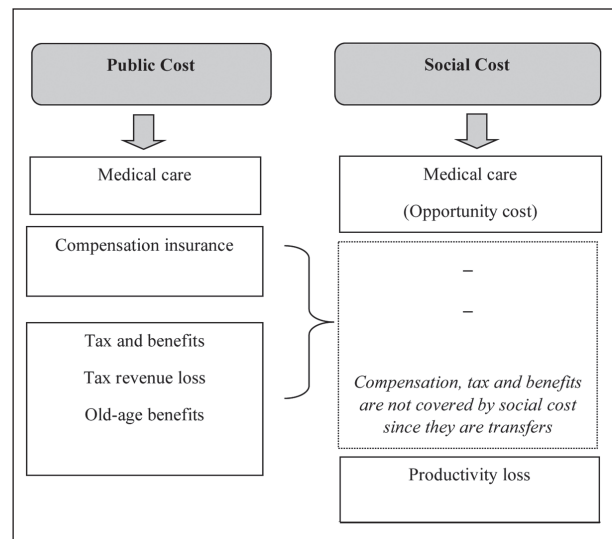 Public Cost
Medical care
Compensation insurance
Tax and benefits
Tax revenue loss
Old-age benefits
Social Cost
Medical care
(Opportunity cost)
–
–
Compensation, tax and benefits
are not covered by social cost
since they are transfers
Productivity loss